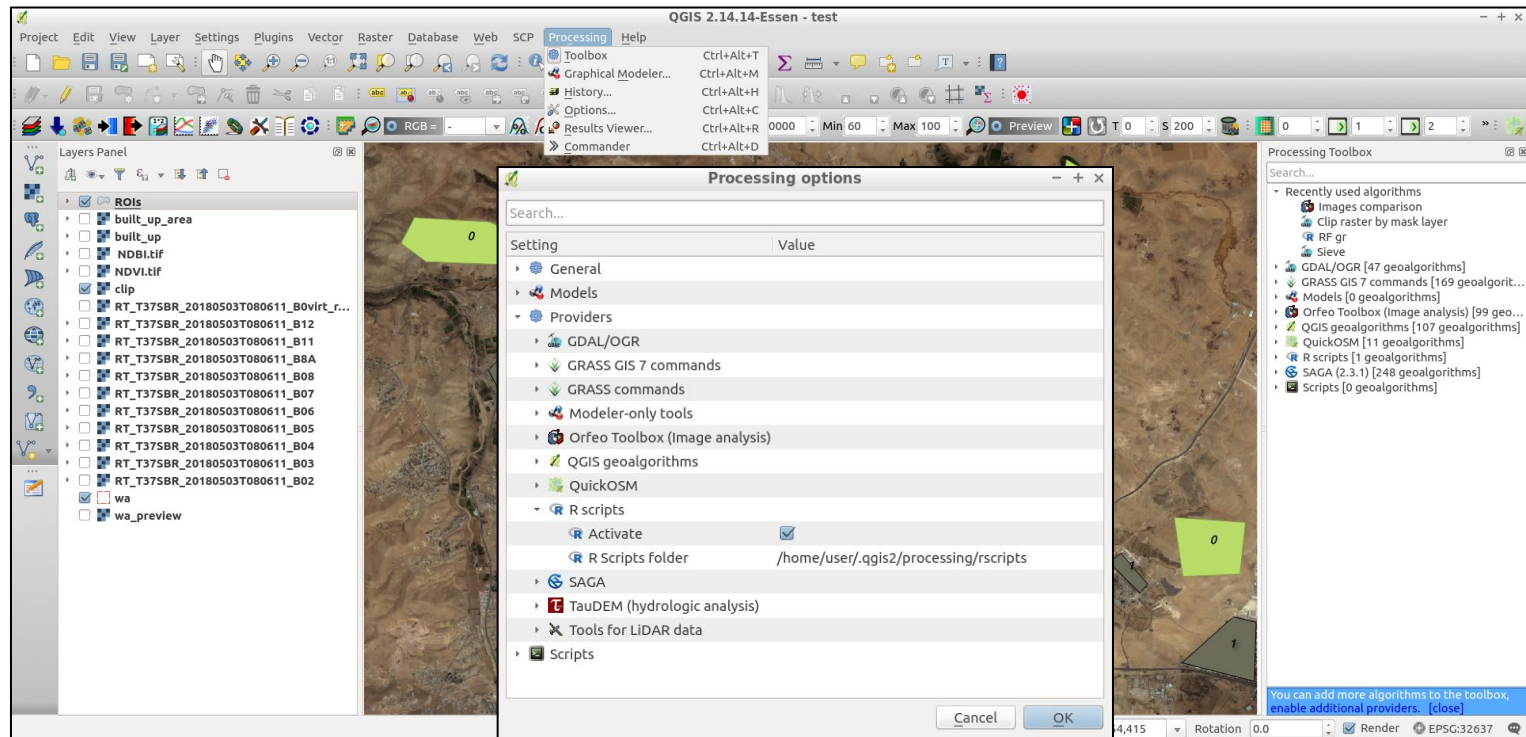 QGIS 2.14.14-Essen - test
Project Edit View Layer Settings Plugins Vector Raster Database Web SCP Processing Help
Toolbox Ctrl+Alt+T
Graphical Modeler... Ctrl+Alt+M
History... Ctrl+Alt+H
Options... Ctrl+Alt+C
Results Viewer... Ctrl+Alt+R
Commander Ctrl+Alt+D
RGB = -
0000 Min 60 Max 100 Preview T 0 S 200 0 1 2 »
Layers Panel
ROIs
built_up_area
built_up
NDBI.tif
NDVI.tif
clip
RT_T37SBR_20180503T080611_B0virt_r...
RT_T37SBR_20180503T080611_B12
RT_T37SBR_20180503T080611_B11
RT_T37SBR_20180503T080611_B8A
RT_T37SBR_20180503T080611_B08
RT_T37SBR_20180503T080611_B07
RT_T37SBR_20180503T080611_B06
RT_T37SBR_20180503T080611_B05
RT_T37SBR_20180503T080611_B04
RT_T37SBR_20180503T080611_B03
RT_T37SBR_20180503T080611_B02
wa
wa_preview
0
Processing options
Search...
Setting Value
General
Models
Providers
GDAL/OGR
GRASS GIS 7 commands
GRASS commands
Modeler-only tools
Orfeo Toolbox (Image analysis)
QGIS geoalgorithms
QuickOSM
R scripts
Activate
R Scripts folder /home/user/.qgis2/processing/rscripts
SAGA
TauDEM (hydrologic analysis)
Tools for LiDAR data
Scripts
Cancel OK
0
1
1
Processing Toolbox
Search...
Recently used algorithms
Images comparison
Clip raster by mask layer
RF gr
Sieve
GDAL/OGR [47 geoalgorithms]
GRASS GIS 7 commands [169 geoalgorit...
Models [0 geoalgorithms]
Orfeo Toolbox (Image analysis) [99 geo...
QGIS geoalgorithms [107 geoalgorithms]
QuickOSM [11 geoalgorithms]
R scripts [1 geoalgorithms]
SAGA (2.3.1) [248 geoalgorithms]
Scripts [0 geoalgorithms]
You can add more algorithms to the toolbox,
enable additional providers. [close]
4,415 Rotation 0.0 Render EPSG:32637